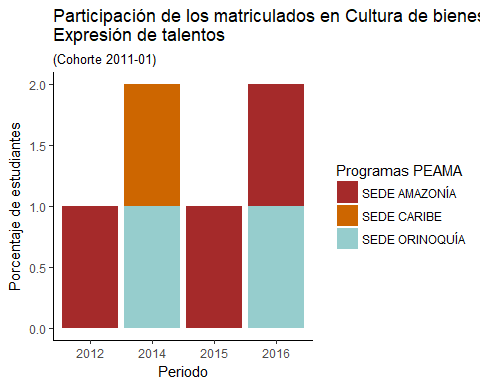 Participación de los matriculados en Cultura de bienes
Expresión de talentos
(Cohorte 2011-01)
Porcentaje de estudiantes
2.0
1.5
1.0
0.5
0.0
2012 2014 2015 2016
Periodo
Programas PEAMA
SEDE AMAZONÍA
SEDE CARIBE
SEDE ORINOQUÍA